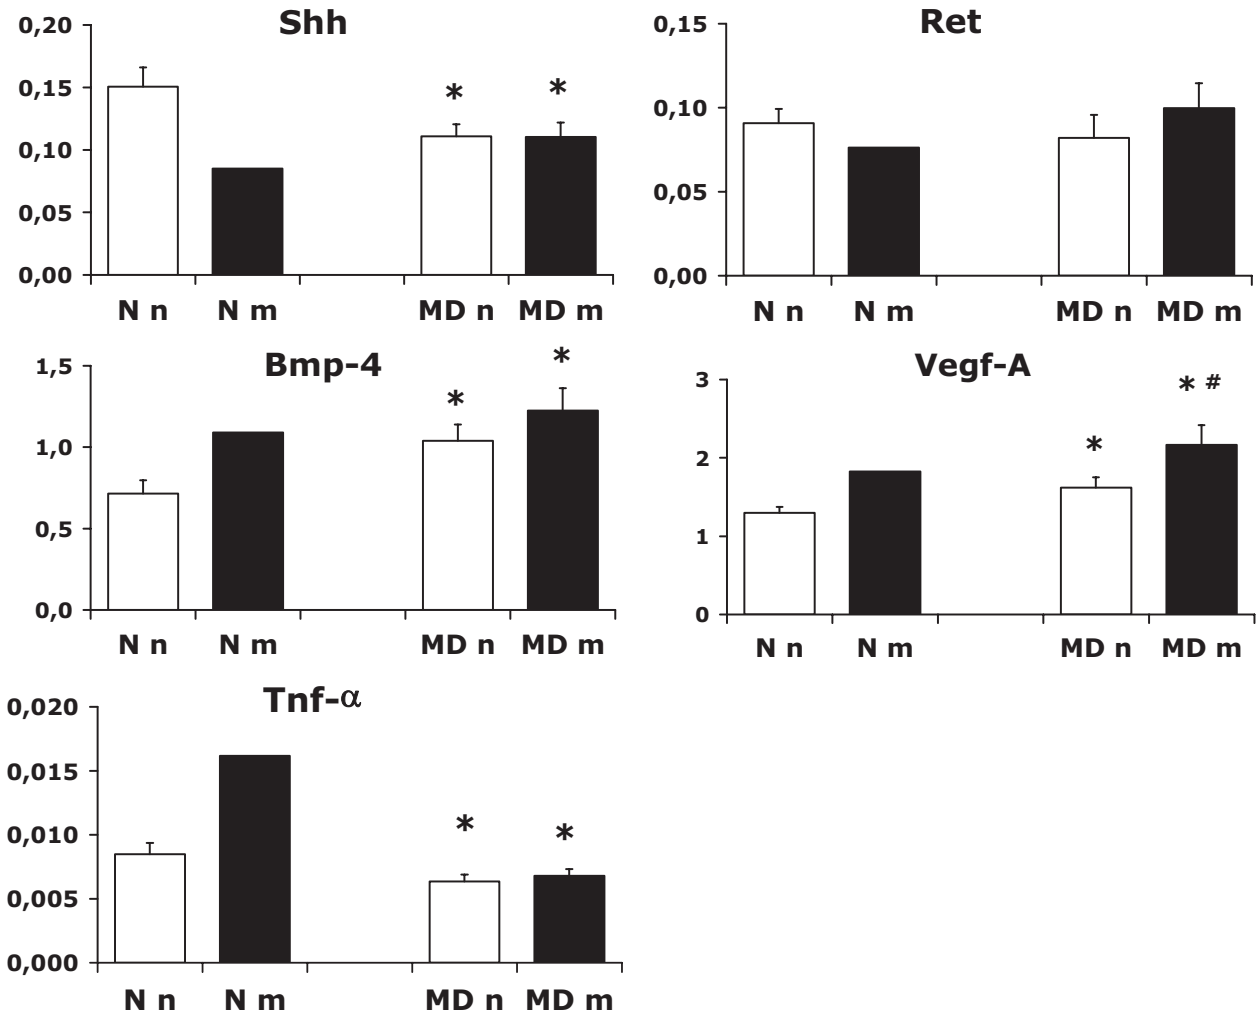 Shh
0,20
0,15
0,10
0,05
0,00
* *
N n N m MD n MD m
Ret
0,15
0,10
0,05
0,00
N n N m MD n MD m
Bmp-4
1,5
1,0
0,5
0,0
* *
N n N m MD n MD m
Vegf-A
3
2
1
0
* * #
N n N m MD n MD m
Tnf-α
0,020
0,015
0,010
0,005
0,000
* *
N n N m MD n MD m